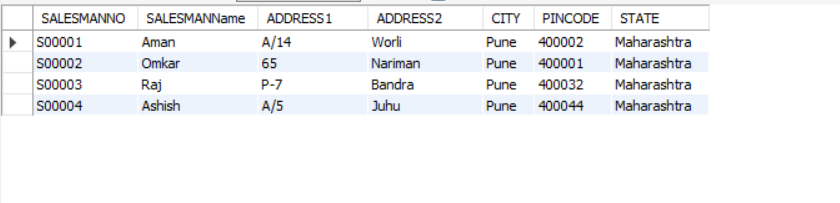 SALESMANNO SALESMANName ADDRESS1 ADDRESS2 CITY PINCODE STATE
S00001 Aman A/14 Worli Pune 400002 Maharashtra
S00002 Omkar 65 Nariman Pune 400001 Maharashtra
S00003 Raj P-7 Bandra Pune 400032 Maharashtra
S00004 Ashish A/5 Juhu Pune 400044 Maharashtra